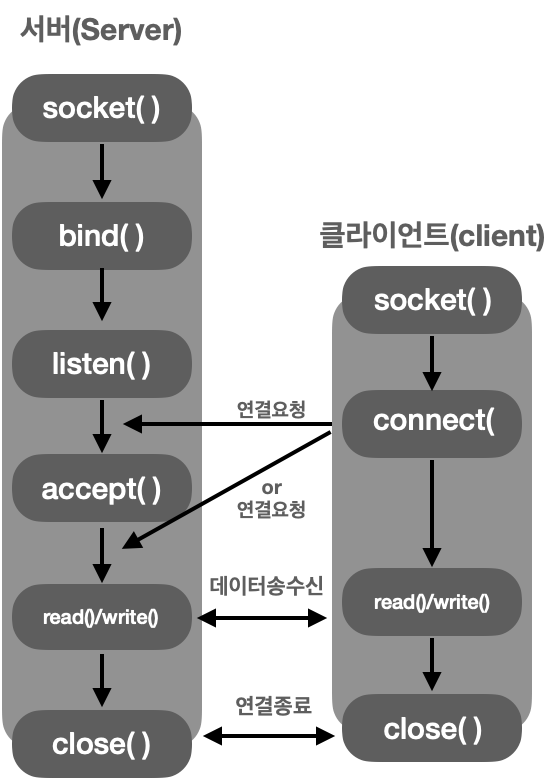 서버(Server)
socket( )
bind( )
listen( )
accept( )
read()/write()
close( )
클라이언트(client)
socket( )
connect(
read()/write()
close( )
연결요청
or
연결요청
데이터송수신
연결종료